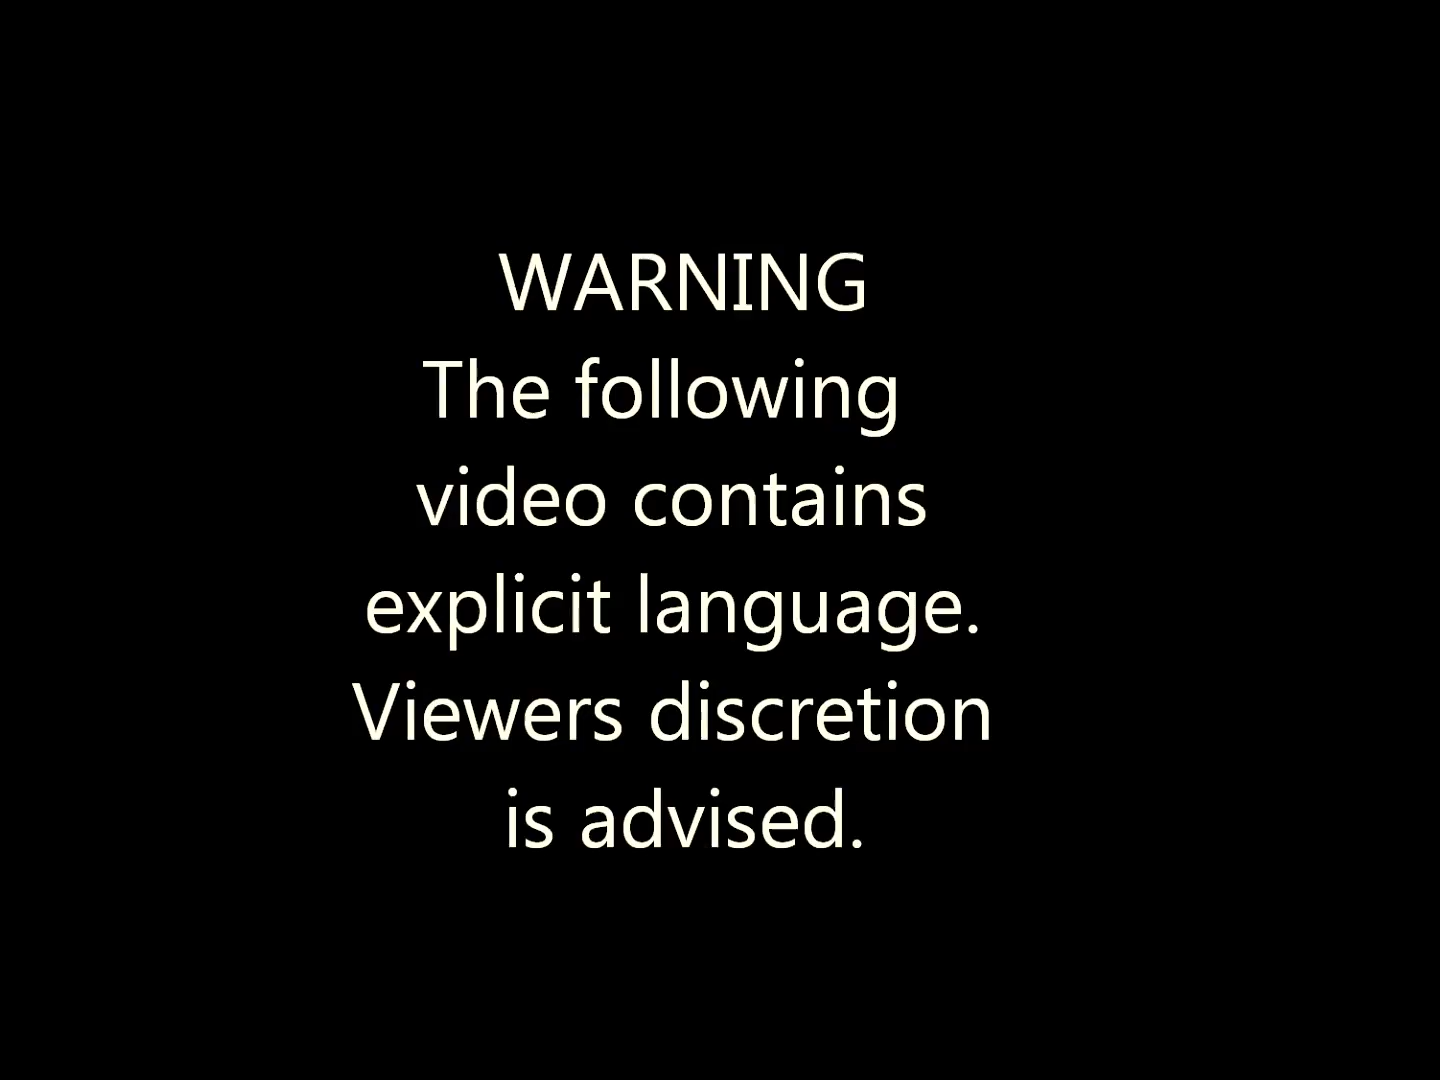 WARNING
The following
video contains
explicit language.
Viewers discretion
is advised.